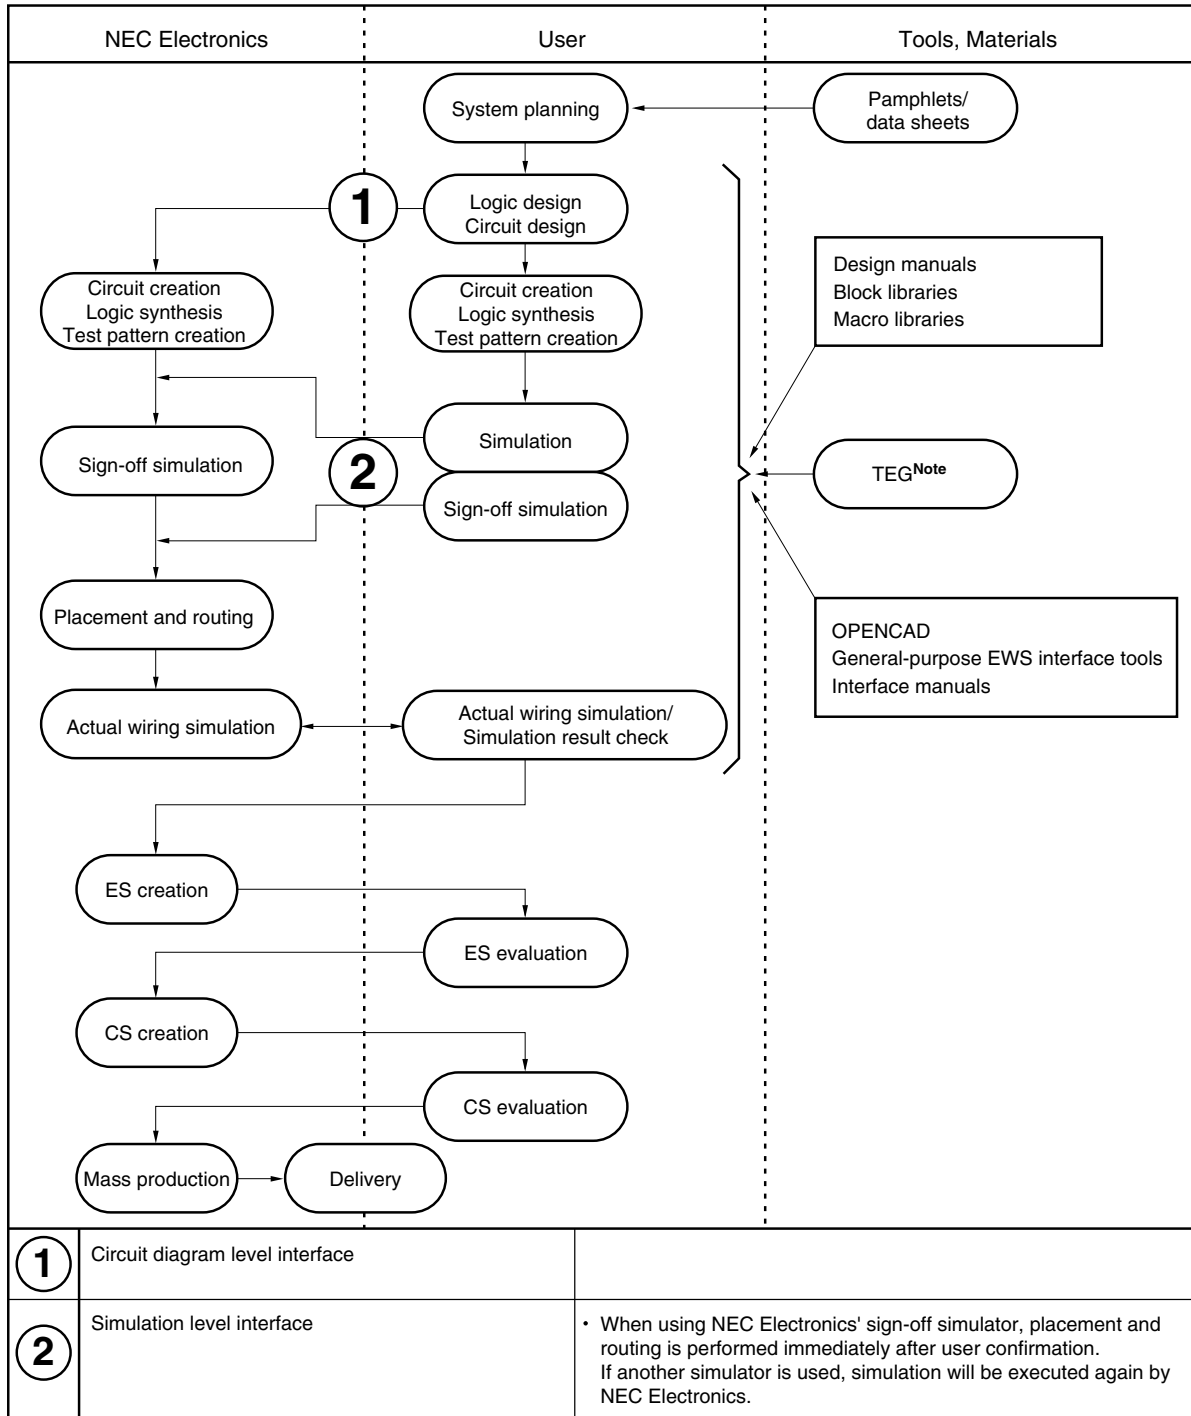 NEC Electronics
User
Tools, Materials
System planning
Pamphlets/
data sheets
1
Logic design
Circuit design
Circuit creation
Logic synthesis
Test pattern creation
Circuit creation
Logic synthesis
Test pattern creation
Design manuals
Block libraries
Macro libraries
Simulation
Sign-off simulation
2
TEGNote
Sign-off simulation
Placement and routing
OPENCAD
General-purpose EWS interface tools
Interface manuals
Actual wiring simulation
Actual wiring simulation/
Simulation result check
ES creation
ES evaluation
CS creation
CS evaluation
Mass production
Delivery
1
Circuit diagram level interface
2
Simulation level interface
• When using NEC Electronics' sign-off simulator, placement and
routing is performed immediately after user confirmation.
If another simulator is used, simulation will be executed again by
NEC Electronics.